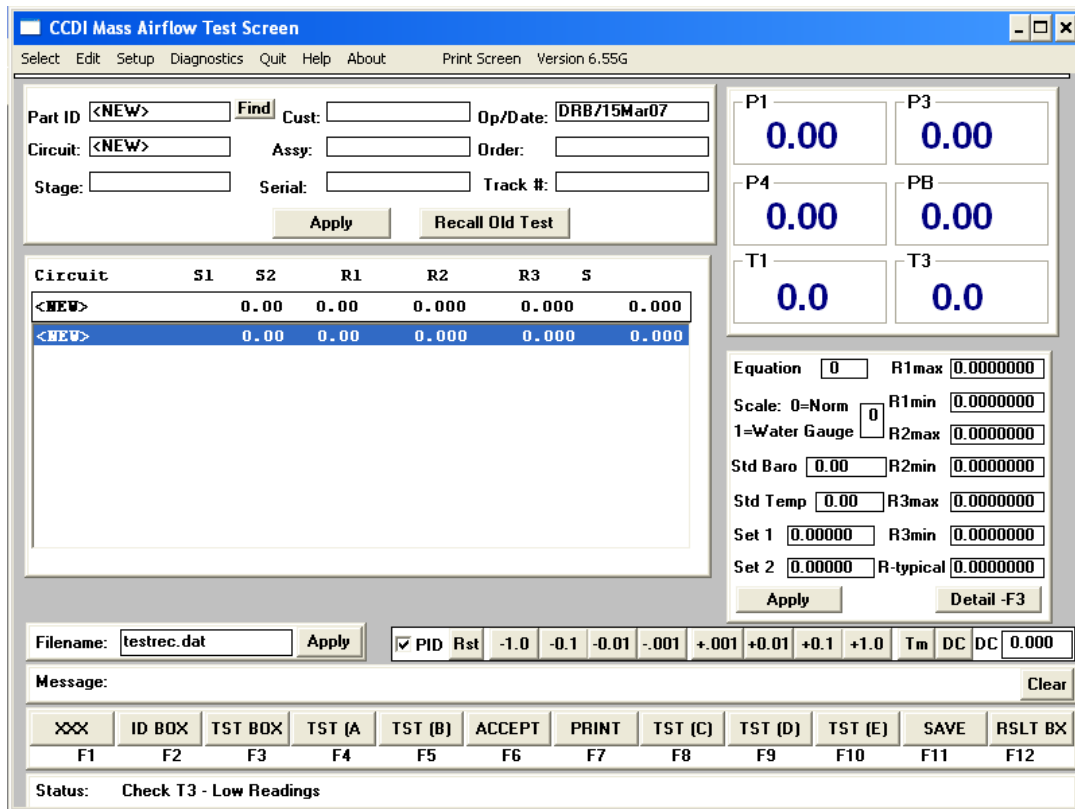 CCDI Mass Airflow Test Screen
Select Edit Setup Diagnostics Quit Help About Print Screen Version 6.55G
Part ID <NEW> Find Cust: Op/Date: DRB/15Mar07
Circuit: <NEW> Assy: Order:
Stage: Serial: Track #:
Apply Recall Old Test
P1 P3
0.00 0.00
P4 PB
0.00 0.00
T1 T3
0.0 0.0
Circuit S1 S2 R1 R2 R3 S
<NEW> 0.00 0.00 0.000 0.000 0.000
<NEW> 0.00 0.00 0.000 0.000 0.000
Equation 0 R1max 0.0000000
Scale: 0=Norm 0 R1min 0.0000000
1=Water Gauge R2max 0.0000000
Std Baro 0.00 R2min 0.0000000
Std Temp 0.00 R3max 0.0000000
Set 1 0.00000 R3min 0.0000000
Set 2 0.00000 R-typical 0.0000000
Apply Detail -F3
Filename: testrec.dat Apply PID Rst -1.0 -0.1 -0.01 -.001 +.001 +0.01 +0.1 +1.0 Tm DC DC 0.000
Message: Clear
XXX ID BOX TST BOX TST (A TST (B) ACCEPT PRINT TST (C) TST (D) TST (E) SAVE RSLT BX
F1 F2 F3 F4 F5 F6 F7 F8 F9 F10 F11 F12
Status: Check T3 - Low Readings